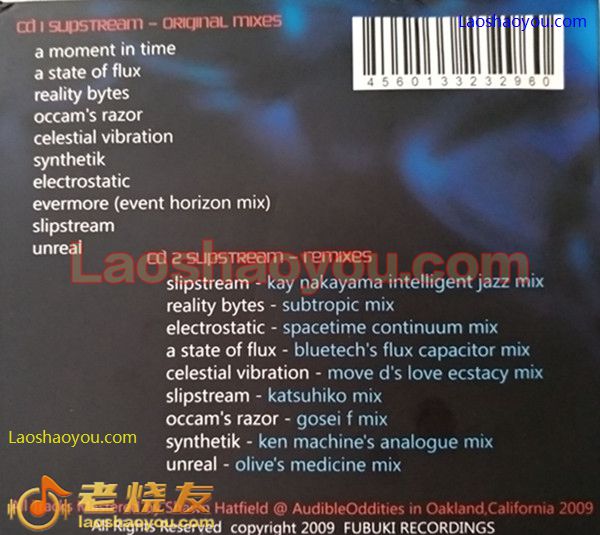 Laoshaoyou.com
cd 1 slipstream - original mixes
a moment in time
a state of flux
reality bytes
occam's razor
celestial vibration
synthetik
electrostatic
evermore (event horizon mix)
slipstream
unreal
4560133232960
Laoshaoyou.com
cd 2 slipstream - remixes
slipstream - kay nakayama intelligent jazz mix
reality bytes - subtropic mix
electrostatic - spacetime continuum mix
a state of flux - bluetech's flux capacitor mix
celestial vibration - move d's love ecstacy mix
slipstream - katsuhiko mix
occam's razor - gosei f mix
synthetik - ken machine's analogue mix
unreal - olive's medicine mix
Laoshaoyou.com
老烧友
laoshaoyou.com
Tracks Hatfield @ AudibleOddities in Oakland,California 2009
All Rights Reserved copyright 2009 FUBUKI RECORDINGS